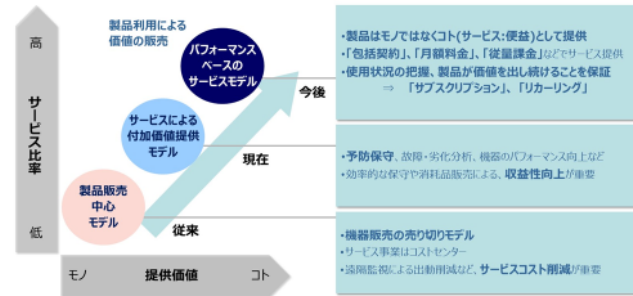 高
サービス比率
低
製品利用による
価値の販売
パフォーマンス
ベースの
サービスモデル
サービスによる
付加価値提供
モデル
製品販売
中心
モデル
今後
現在
従来
モノ
提供価値
コト
・製品はモノではなくコト(サービス:便益)として提供
・「包括契約」、「月額料金」、「従量課金」などでサービス提供
・使用状況の把握、製品が価値を出し続けることを保証
⇒ 「サブスクリプション」、「リカーリング」
・予防保守、故障・劣化分析、機器のパフォーマンス向上など
・効率的な保守や消耗品販売による、収益性向上が重要
・機器販売の売り切りモデル
・サービス事業はコストセンター
・遠隔監視による出動削減など、サービスコスト削減が重要